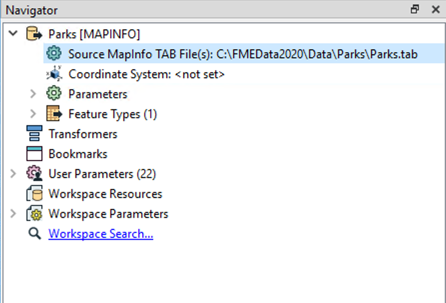 Navigator
Parks [MAPINFO]
Source MapInfo TAB File(s): C:\FMEData2020\Data\Parks\Parks.tab
Coordinate System: <not set>
Parameters
Feature Types (1)
Transformers
Bookmarks
User Parameters (22)
Workspace Resources
Workspace Parameters
Workspace Search...